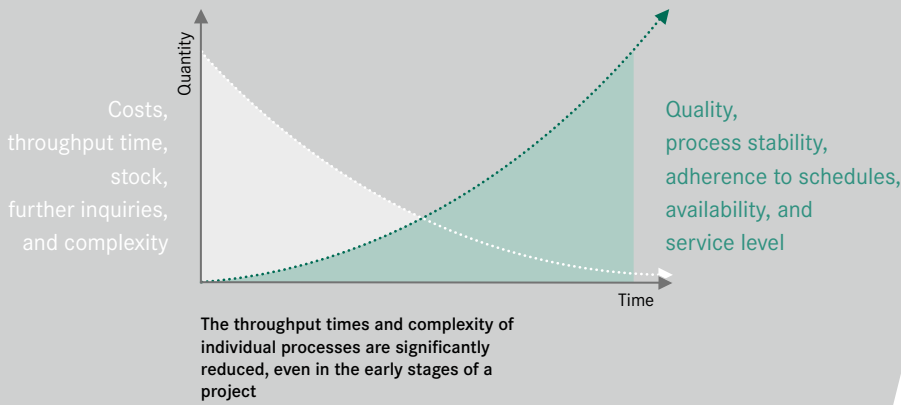 Quantity
Costs,
throughput time,
stock,
further inquiries,
and complexity
Quality,
process stability,
adherence to schedules,
availability, and
service level
Time
The throughput times and complexity of
individual processes are significantly
reduced, even in the early stages of a
project